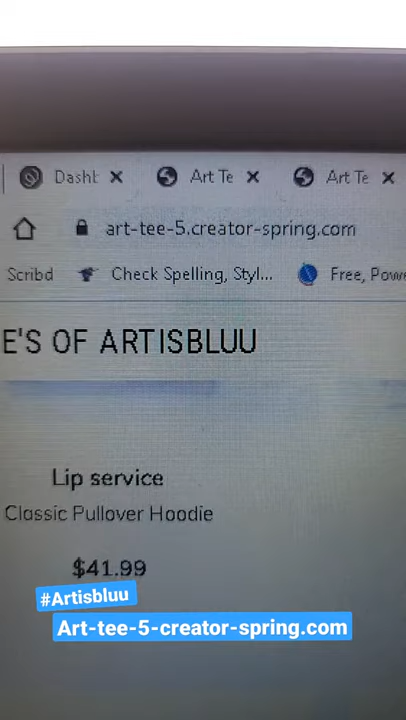 Dashb
Art Te
Art Te
art-tee-5.creator-spring.com
Scribd
Check Spelling, Styl...
Free, Powe
E'S OF ARTISBLUU
Lip service
Classic Pullover Hoodie
$41.99
#Artisbluu
Art-tee-5-creator-spring.com